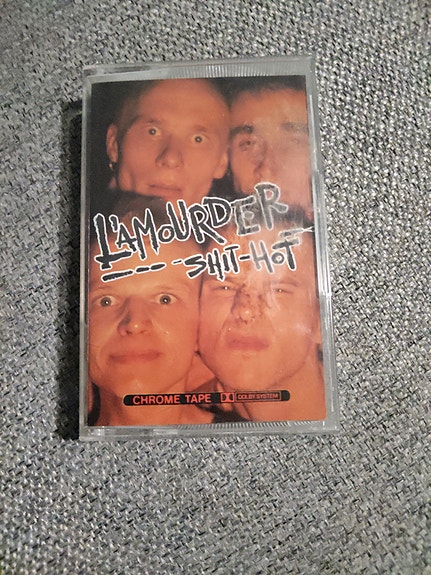 L'AMOURDER
SHIT-HOT
CHROME TAPE DOLBY SYSTEM